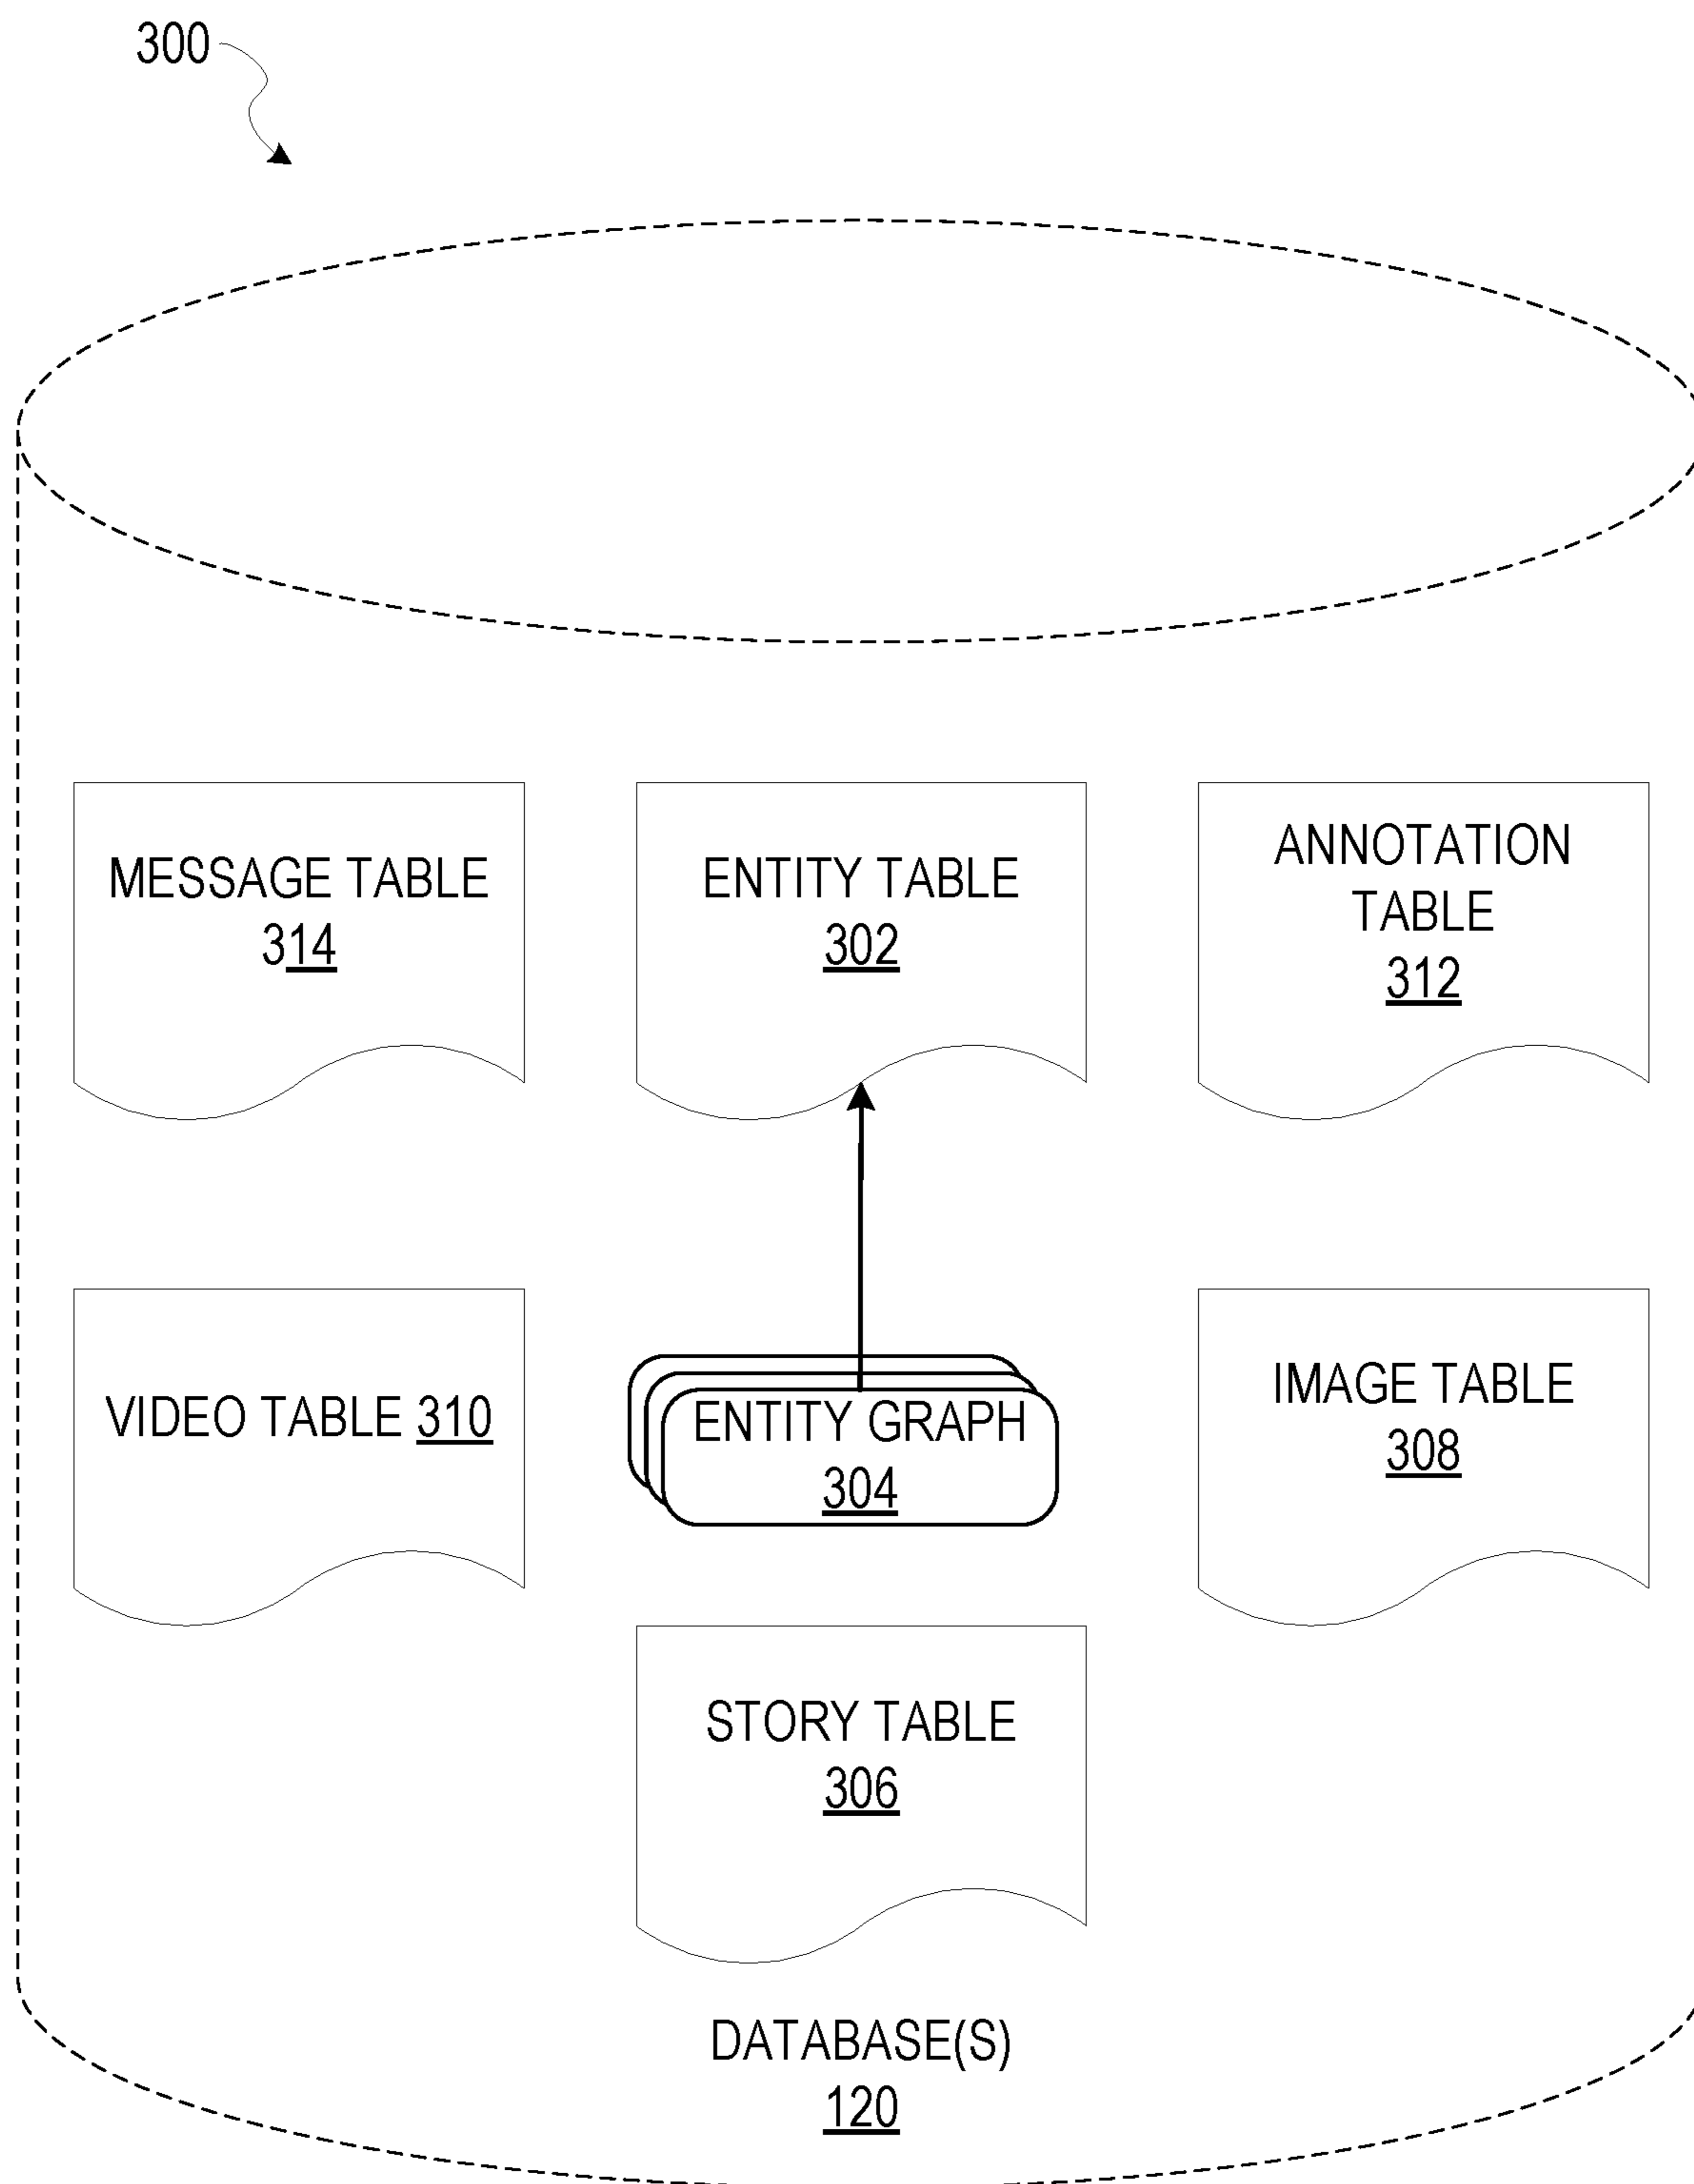 300
MESSAGE TABLE
314
ENTITY TABLE
302
ANNOTATION
TABLE
312
VIDEO TABLE 310
ENTITY GRAPH
304
IMAGE TABLE
308
STORY TABLE
306
DATABASE(S)
120